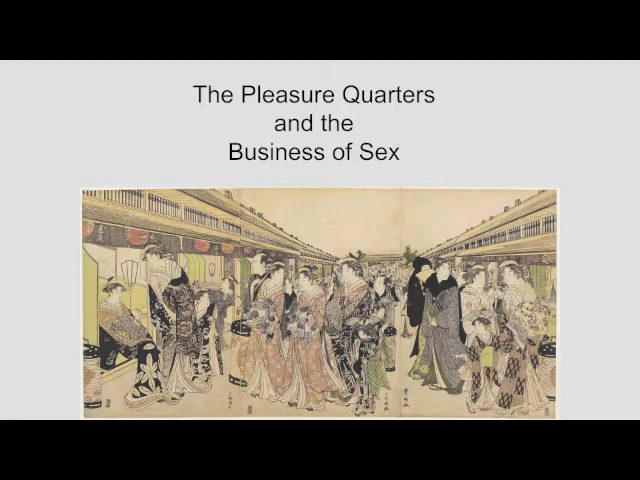 The Pleasure Quarters
and the
Business of Sex